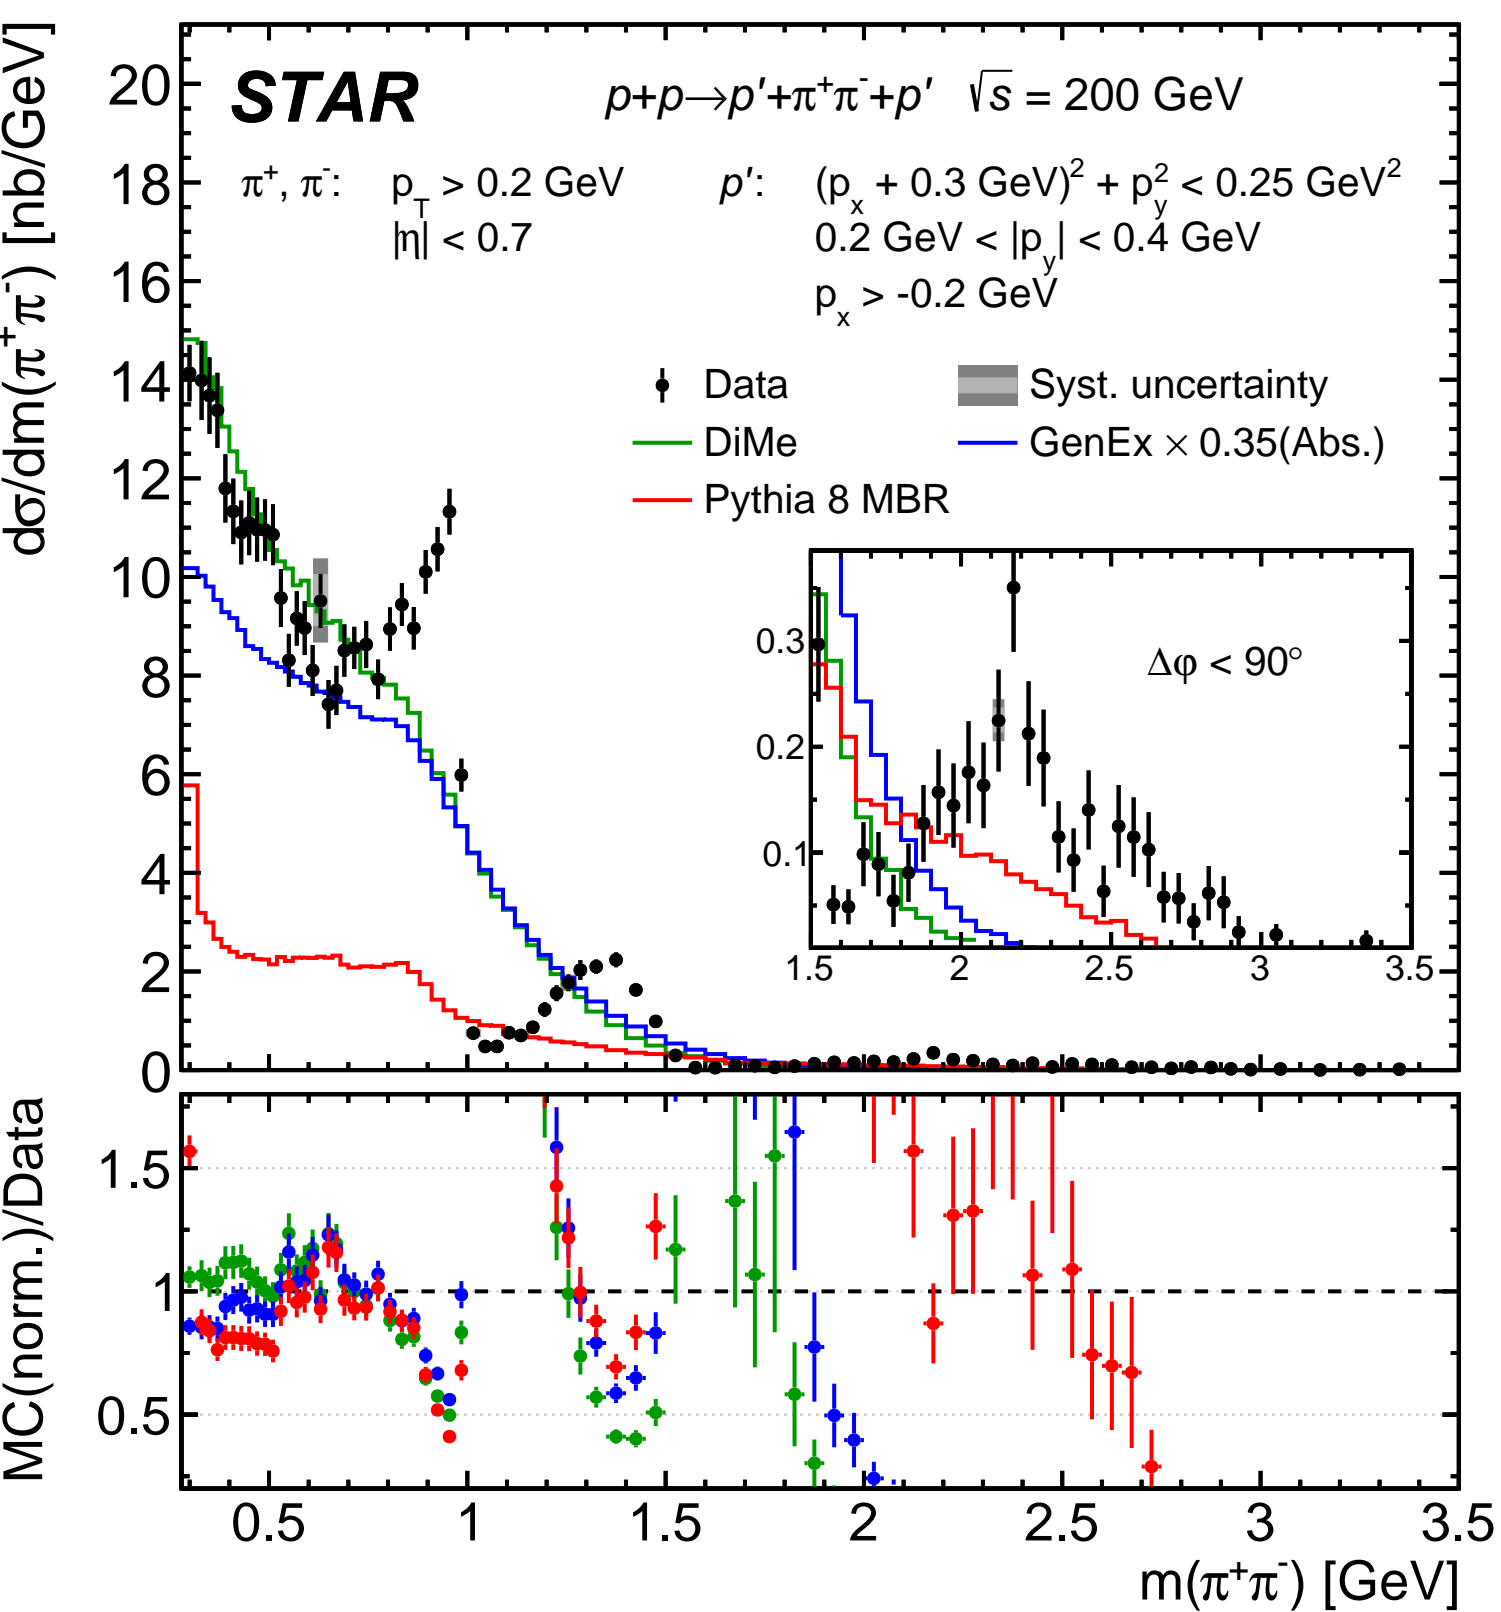 STAR
p+p→p′+π⁺π⁻+p′ √s = 200 GeV
π⁺, π⁻: p_T > 0.2 GeV p′: (p_x + 0.3 GeV)² + p_y² < 0.25 GeV²
|η| < 0.7 0.2 GeV < |p_y| < 0.4 GeV
p_x > -0.2 GeV
Data Syst. uncertainty
DiMe GenEx × 0.35(Abs.)
Pythia 8 MBR
Δφ < 90°
0.3
0.2
0.1
1.5 2 2.5 3 3.5
dσ/dm(π⁺π⁻) [nb/GeV]
20
18
16
14
12
10
8
6
4
2
0
MC(norm.)/Data
1.5
1
0.5
0.5 1 1.5 2 2.5 3 3.5
m(π⁺π⁻) [GeV]